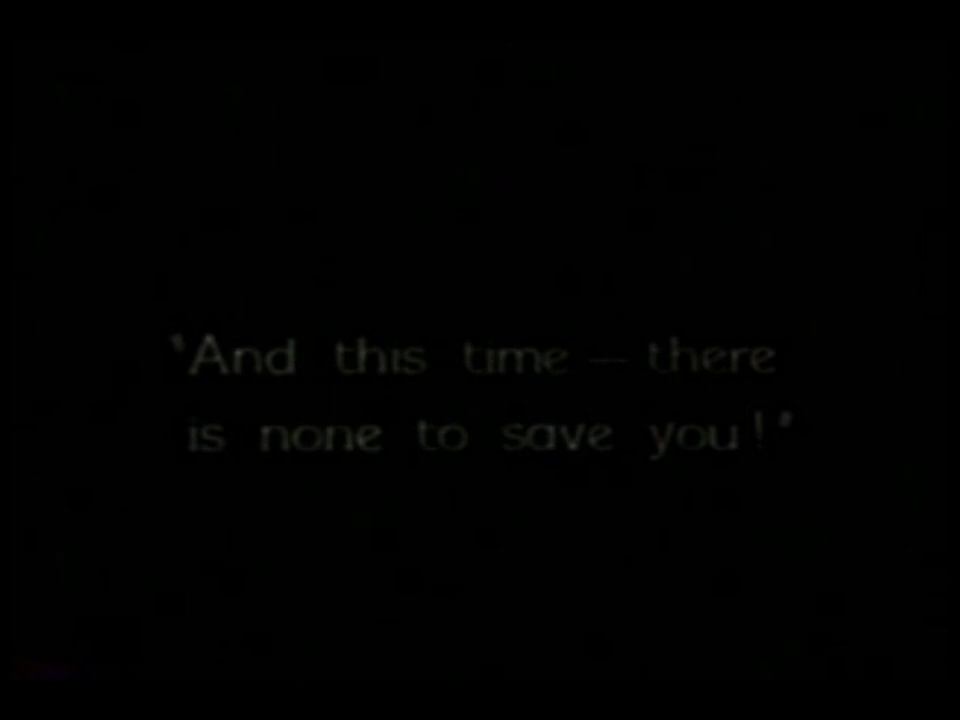 "And this time — there
is none to save you!"